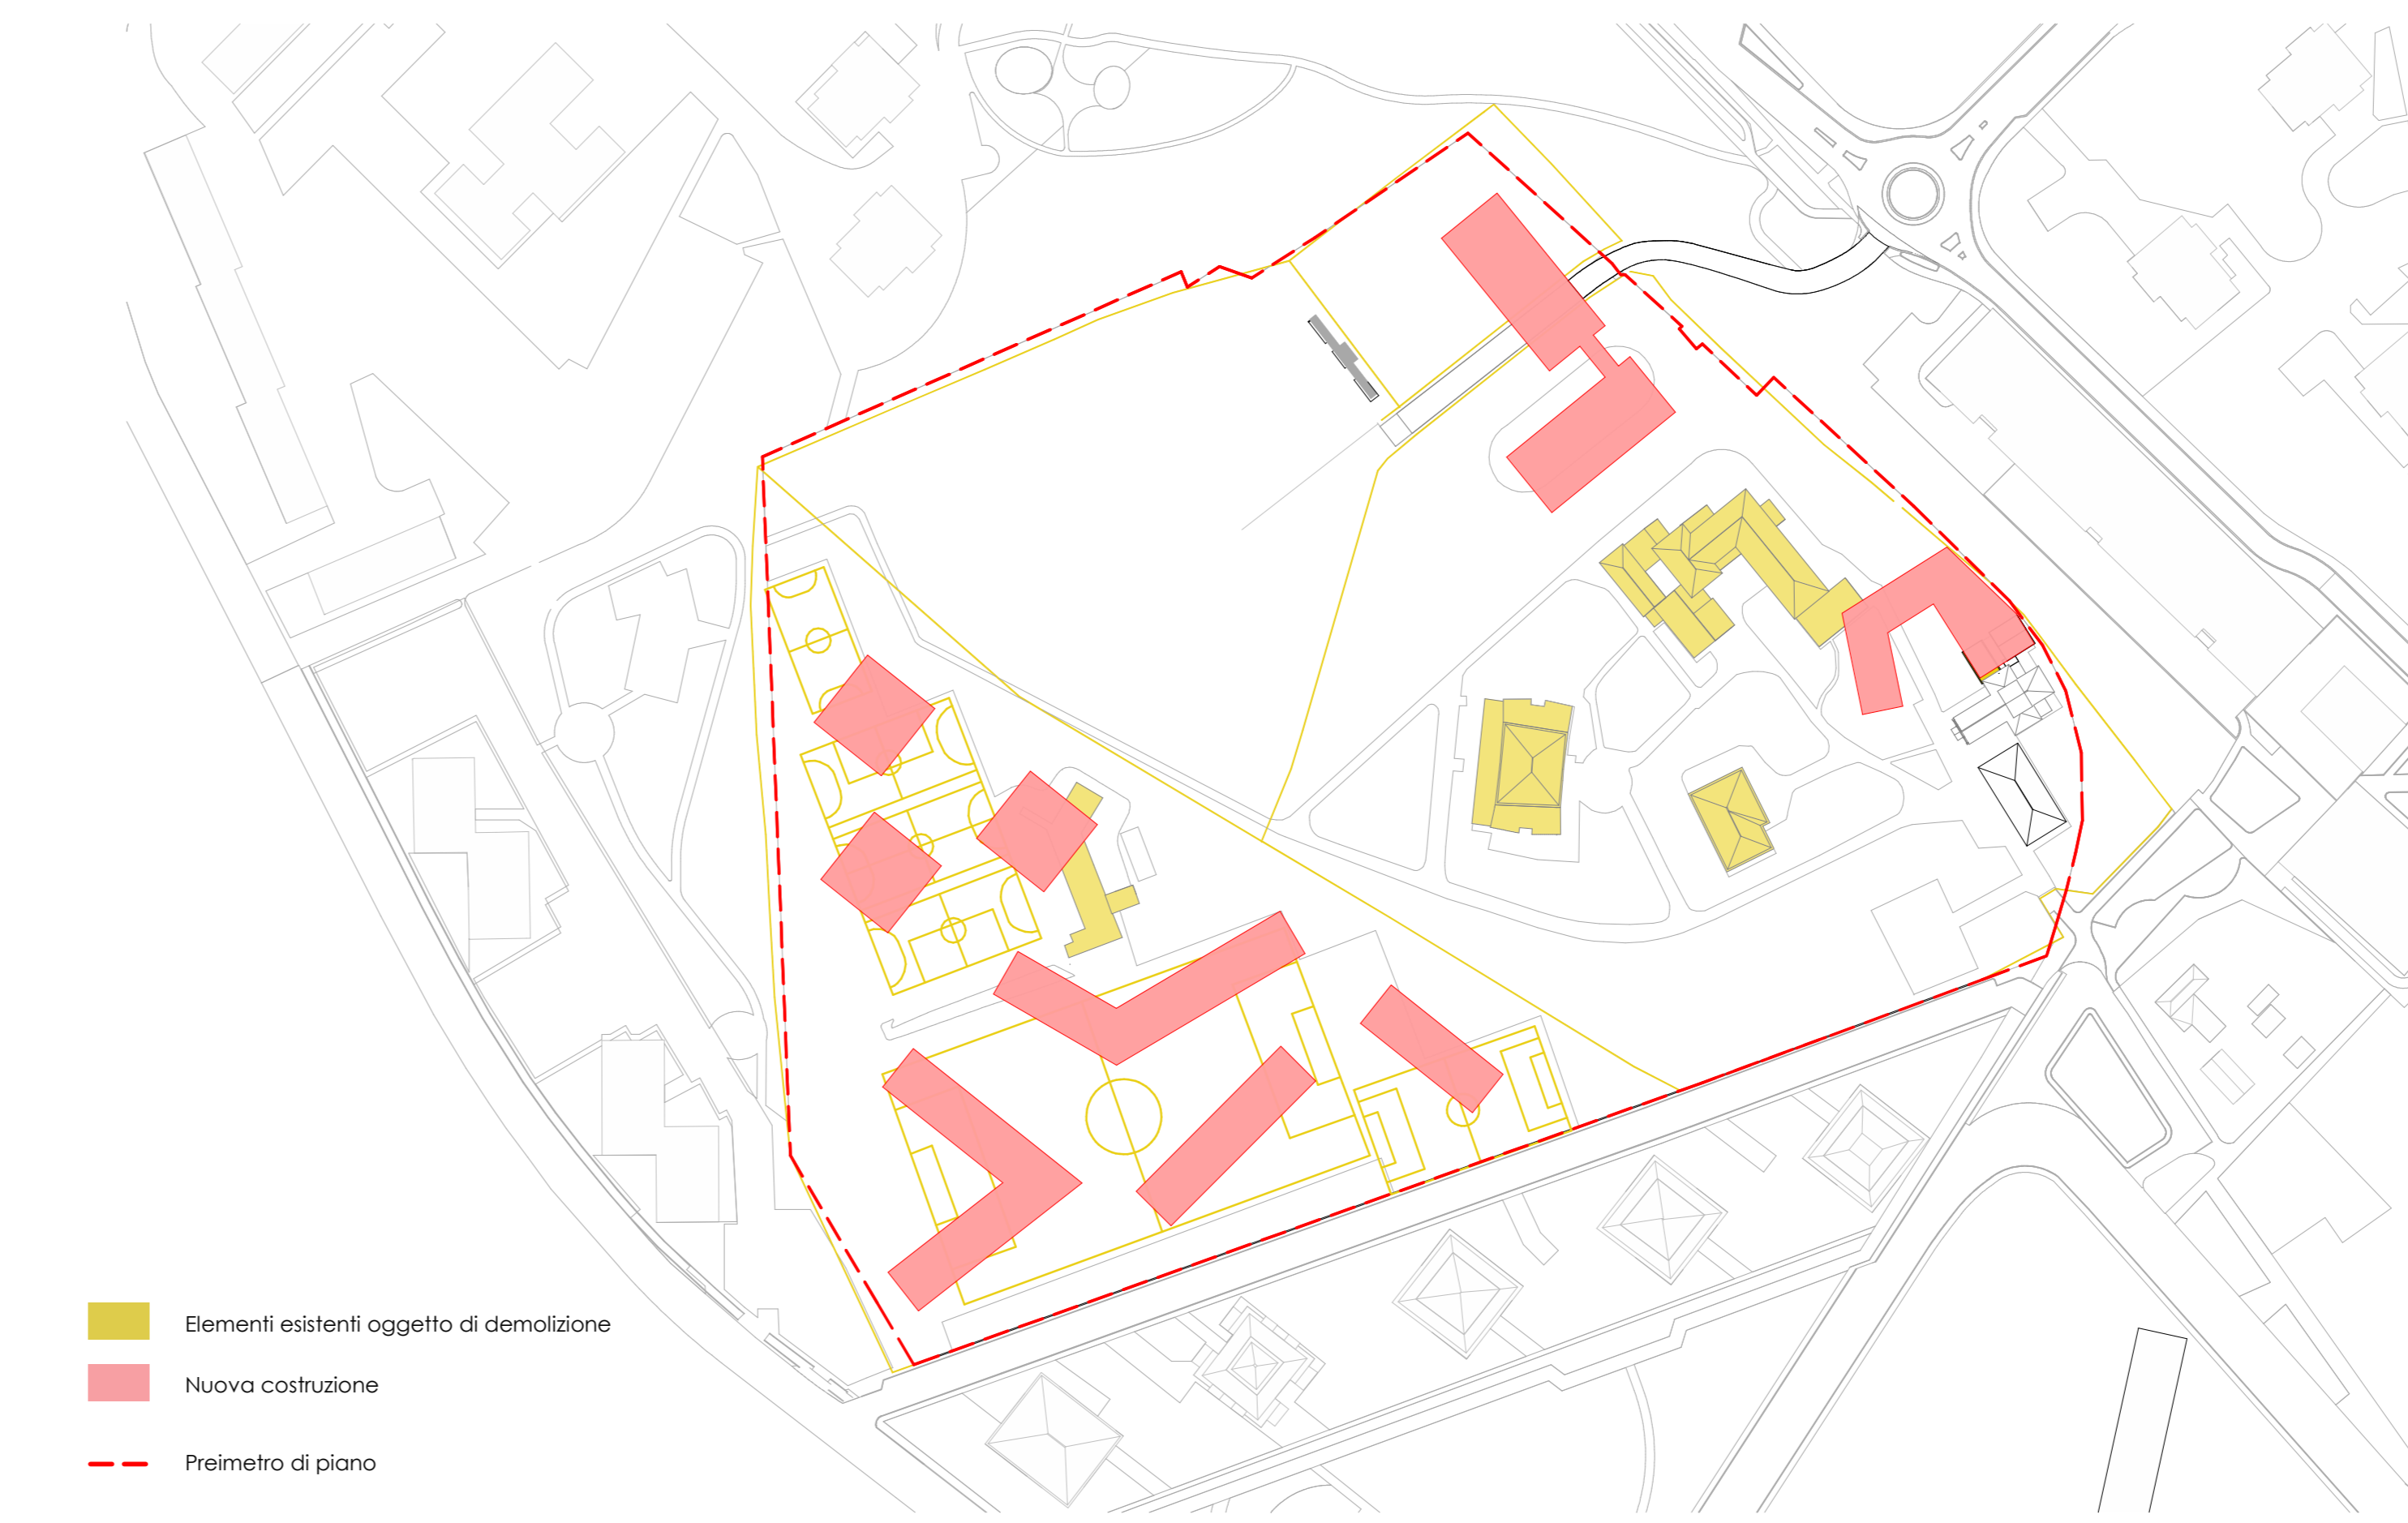 Elementi esistenti oggetto di demolizione
Nuova costruzione
Preimetro di piano